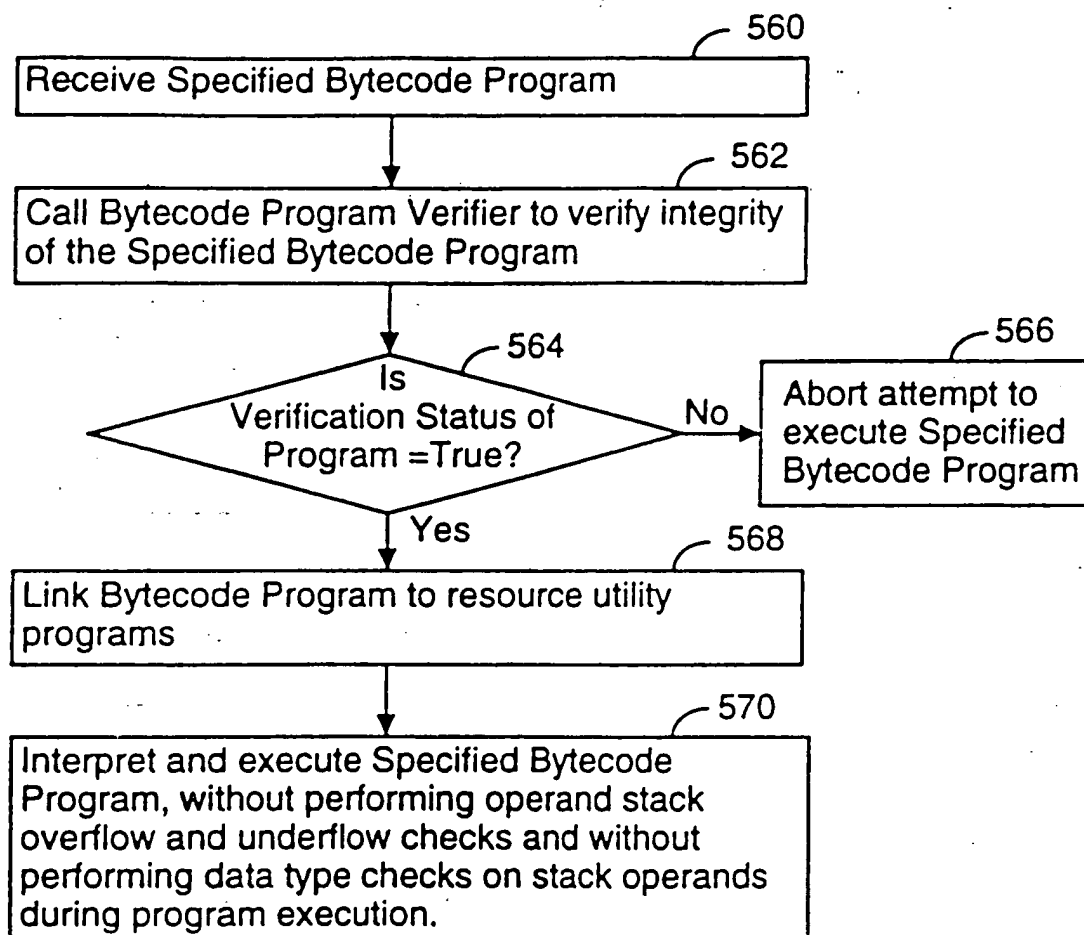 560
Receive Specified Bytecode Program
562
Call Bytecode Program Verifier to verify integrity
of the Specified Bytecode Program
564
Is
Verification Status of
Program =True?
No
566
Abort attempt to
execute Specified
Bytecode Program
Yes
568
Link Bytecode Program to resource utility
programs
570
Interpret and execute Specified Bytecode
Program, without performing operand stack
overflow and underflow checks and without
performing data type checks on stack operands
during program execution.